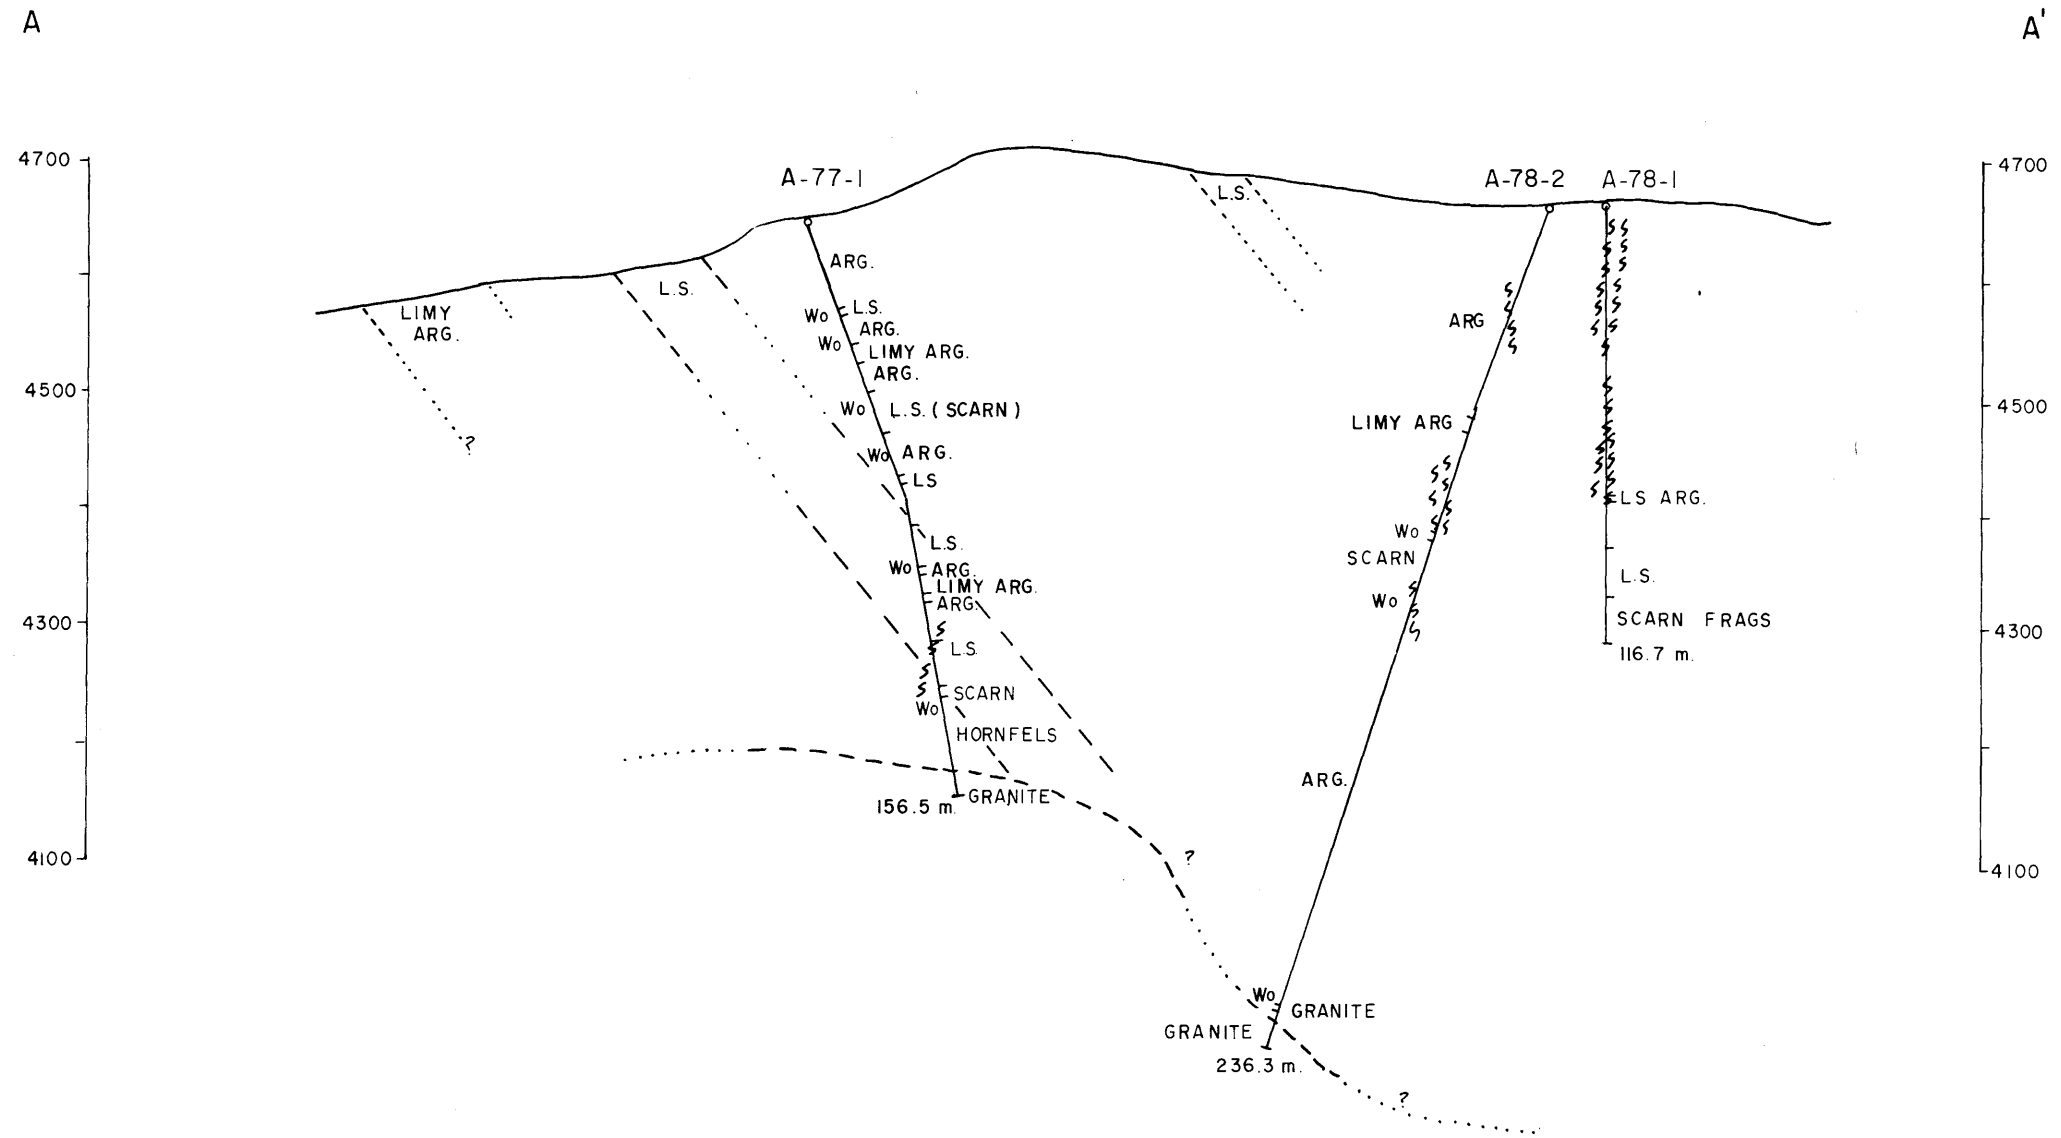 A
A'
4700
4700
A-77-1
A-78-2
A-78-1
L.S.
ARG.
L.S.
LIMY
ARG.
Wo
L.S.
ARG.
ARG
Wo
LIMY ARG.
ARG.
4500
4500
Wo
L.S. (SCARN)
LIMY ARG
?
Wo
ARG.
LS
LS ARG.
Wo
L.S.
SCARN
Wo
ARG.
LIMY ARG.
ARG.
L.S.
Wo
SCARN FRAGS
4300
4300
L.S.
116.7 m.
SCARN
Wo
HORNFELS
ARG.
GRANITE
156.5 m.
4100
?
4100
Wo
GRANITE
GRANITE
236.3 m.
?